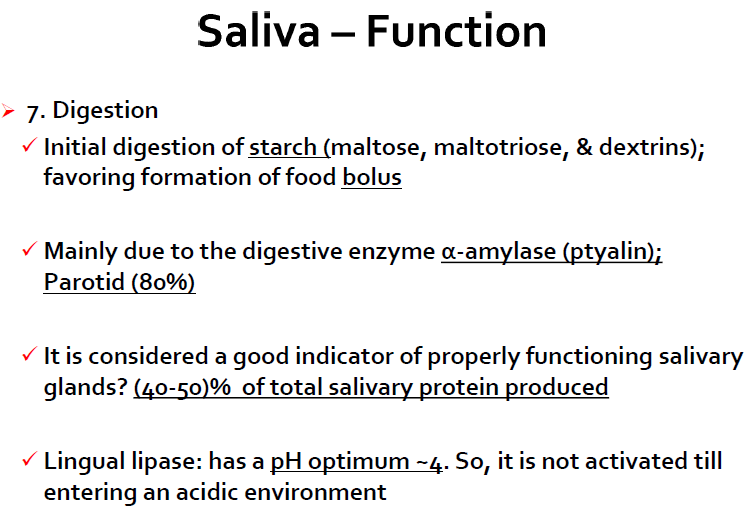 Saliva – Function
7. Digestion
Initial digestion of starch (maltose, maltotriose, & dextrins);
favoring formation of food bolus
Mainly due to the digestive enzyme α-amylase (ptyalin);
Parotid (80%)
It is considered a good indicator of properly functioning salivary
glands? (40-50)% of total salivary protein produced
Lingual lipase: has a pH optimum ~4. So, it is not activated till
entering an acidic environment